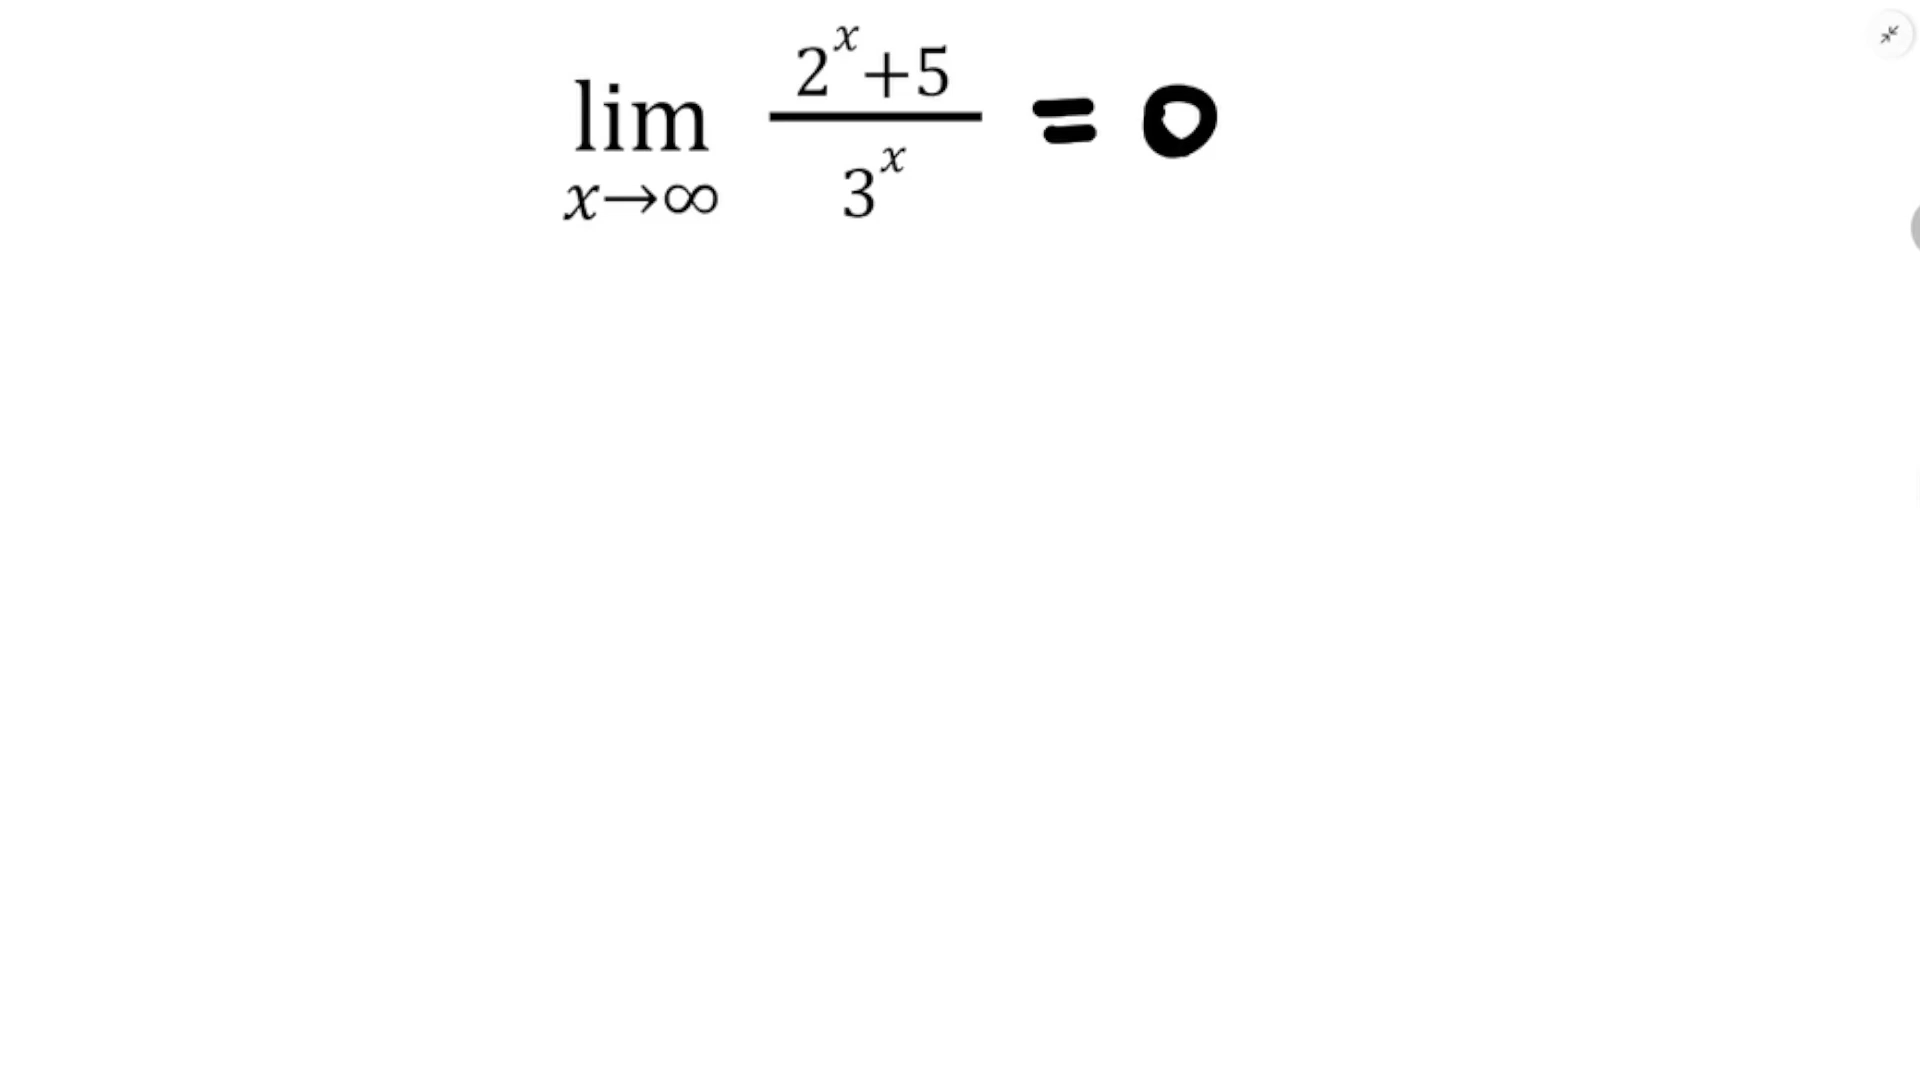 lim x→∞ (2^x+5)/(3^x) = 0